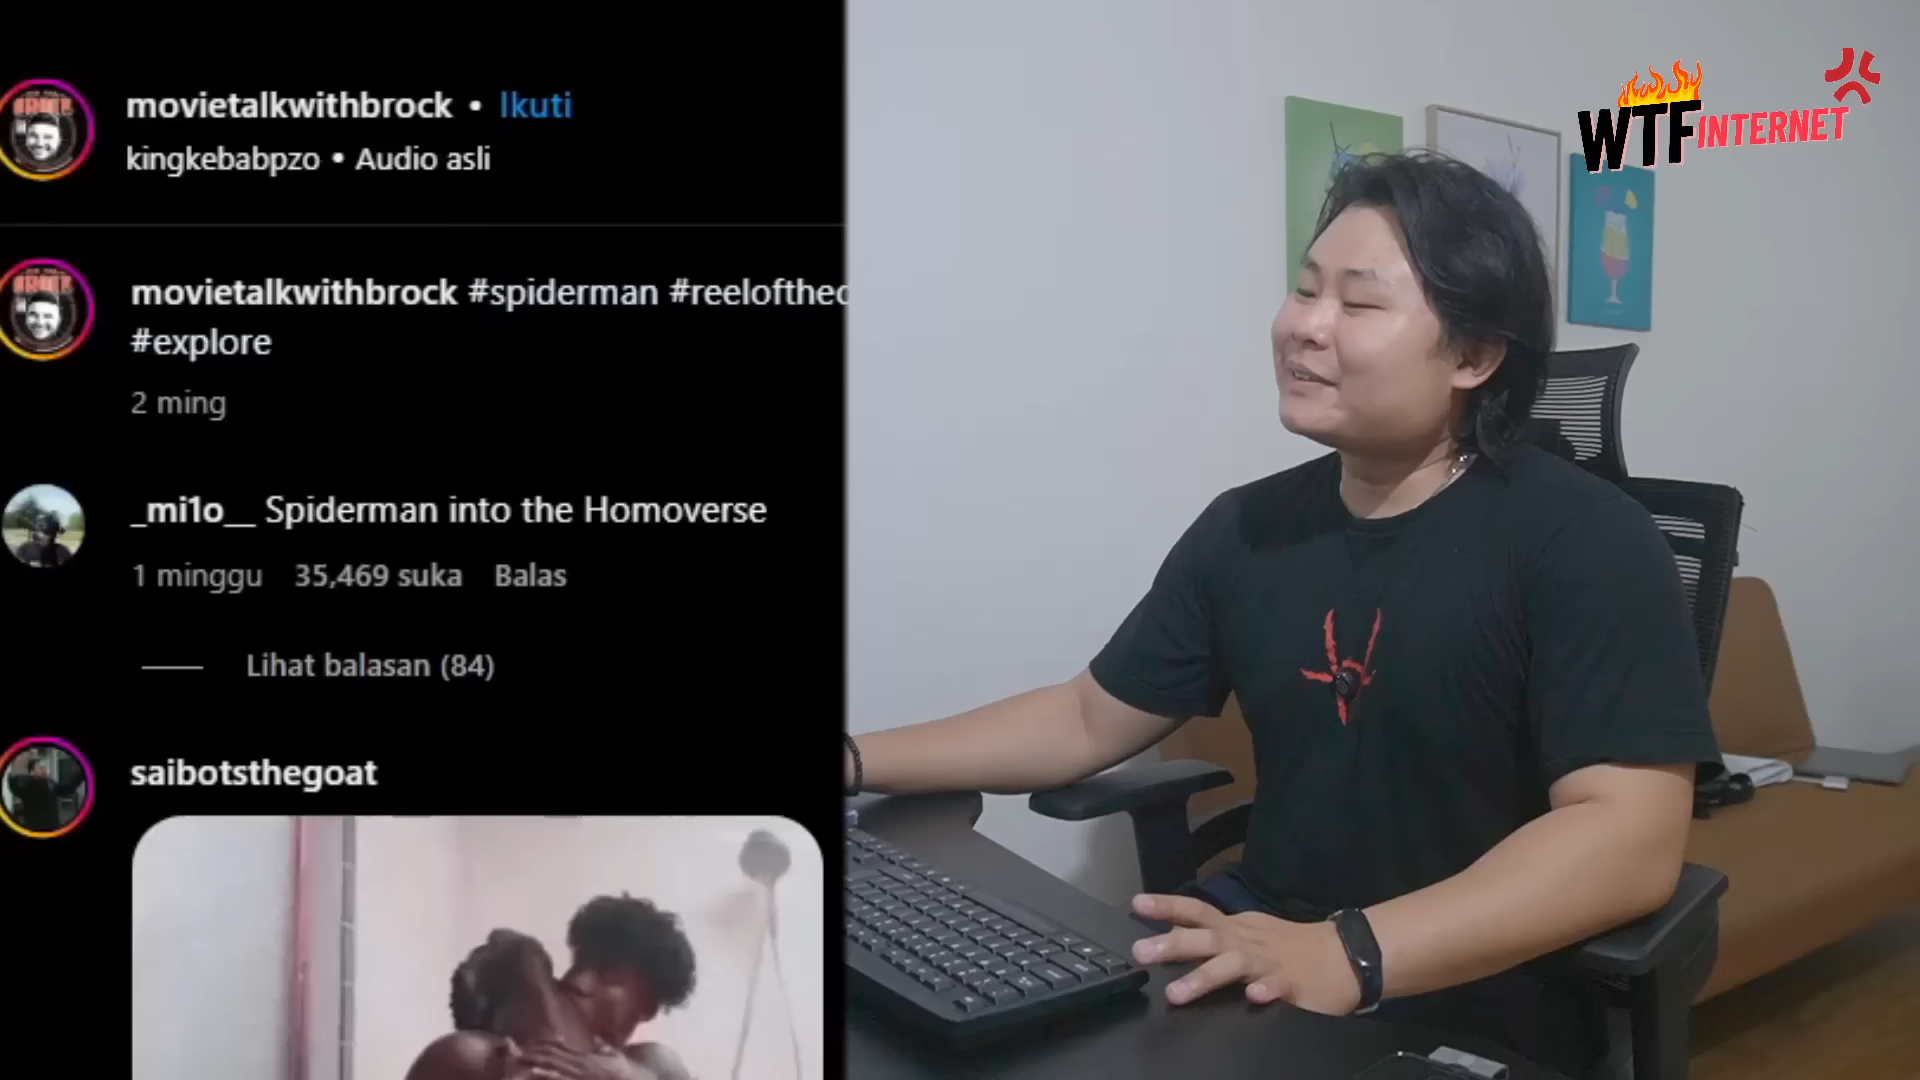 movietalkwithbrock • Ikuti
kingkebabpzo • Audio asli
movietalkwithbrock #spiderman
#explore
2 ming
_mi1o__ Spiderman into the Homoverse
1 minggu 35,469 suka Balas
Lihat balasan (84)
saibotsthegoat
WTF INTERNET